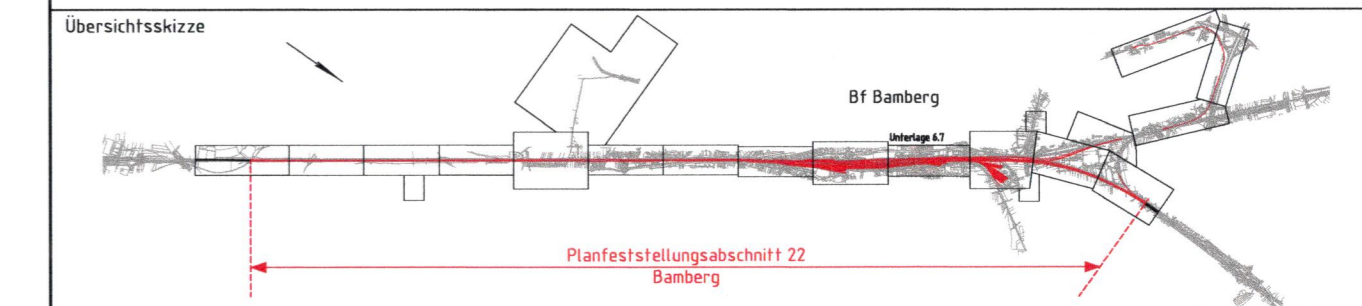 Übersichtsskizze
Bf Bamberg
Unterlage 6.7
Planfeststellungsabschnitt 22
Bamberg